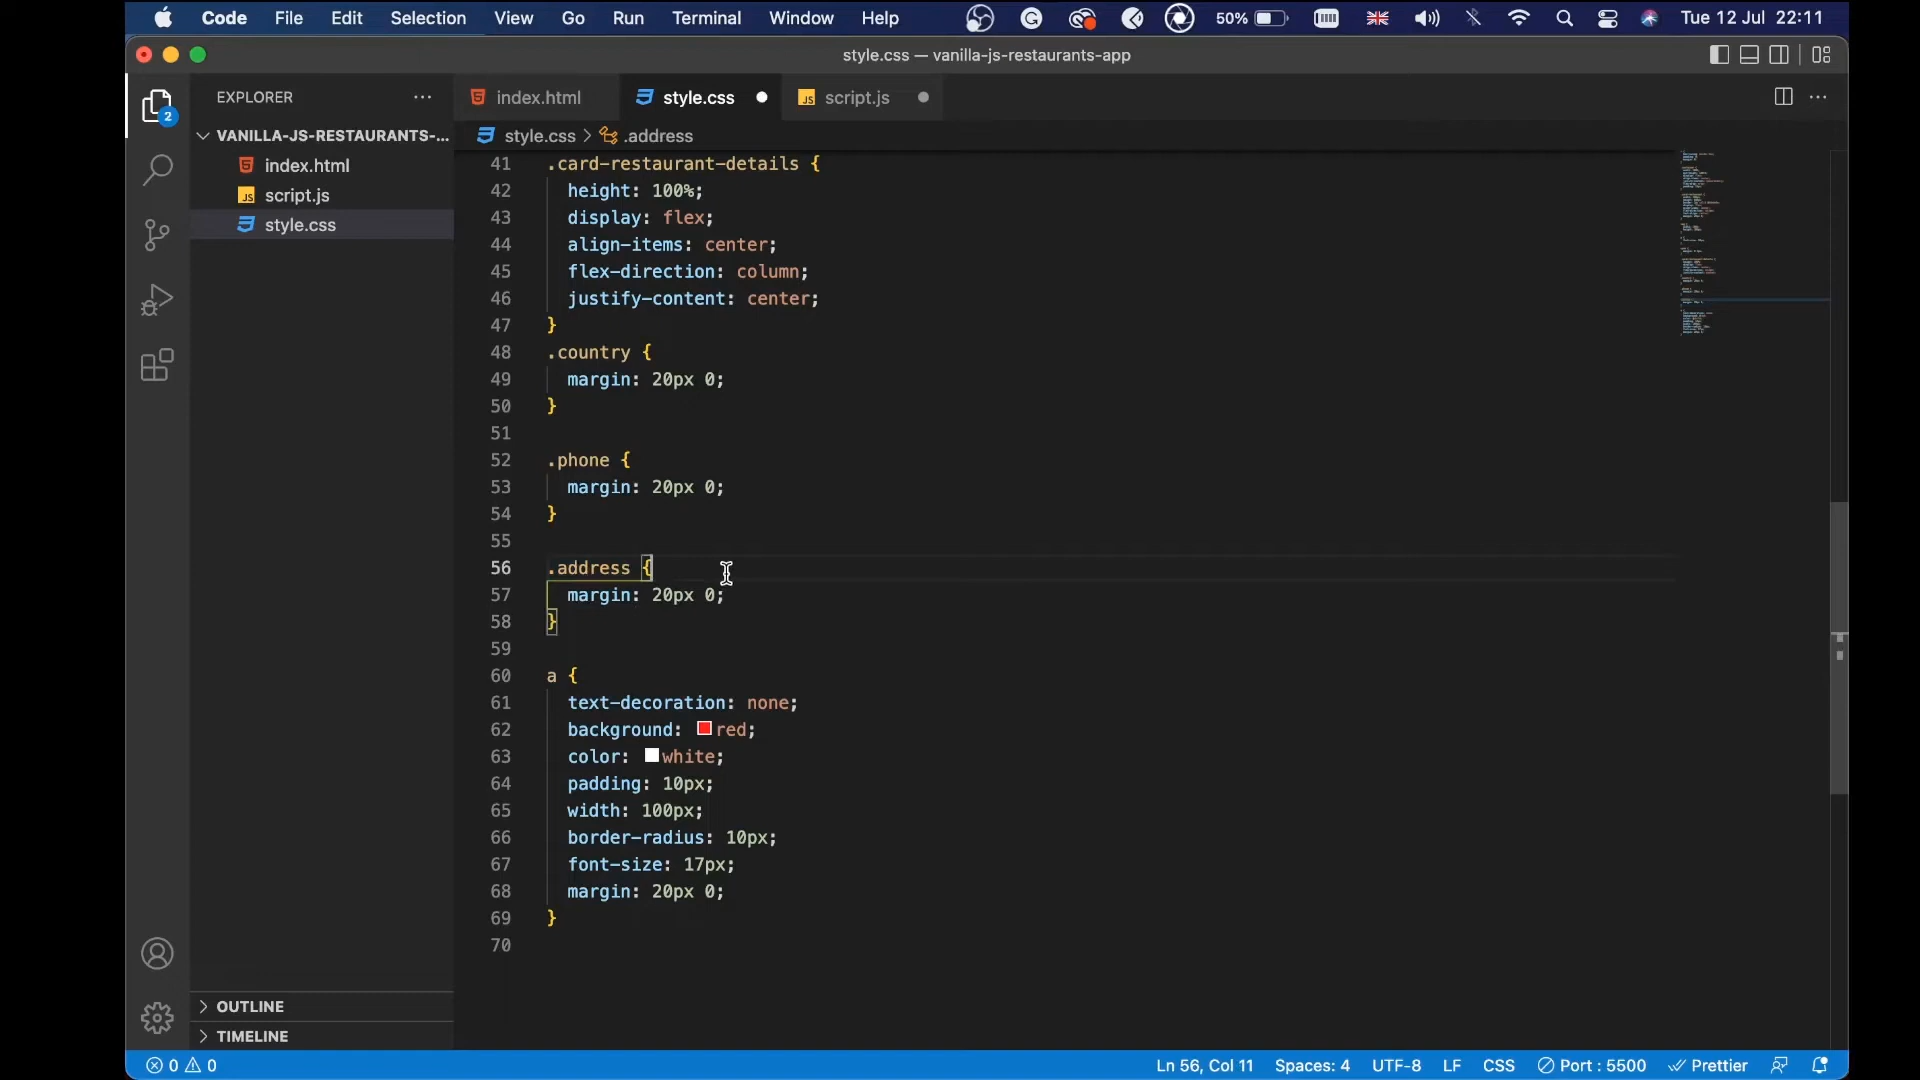 Code File Edit Selection View Go Run Terminal Window Help 50% Tue 12 Jul 22:11
style.css — vanilla-js-restaurants-app
EXPLORER
index.html style.css script.js
2
VANILLA-JS-RESTAURANTS-...
style.css > .address
index.html
script.js
style.css
41 .card-restaurant-details {
42 height: 100%;
43 display: flex;
44 align-items: center;
45 flex-direction: column;
46 justify-content: center;
47 }
48 .country {
49 margin: 20px 0;
50 }
51
52 .phone {
53 margin: 20px 0;
54 }
55
56 .address {
57 margin: 20px 0;
58 }
59
60 a {
61 text-decoration: none;
62 background: red;
63 color: white;
64 padding: 10px;
65 width: 100px;
66 border-radius: 10px;
67 font-size: 17px;
68 margin: 20px 0;
69 }
70
OUTLINE
TIMELINE
0 0 Ln 56, Col 11 Spaces: 4 UTF-8 LF CSS Port : 5500 Prettier